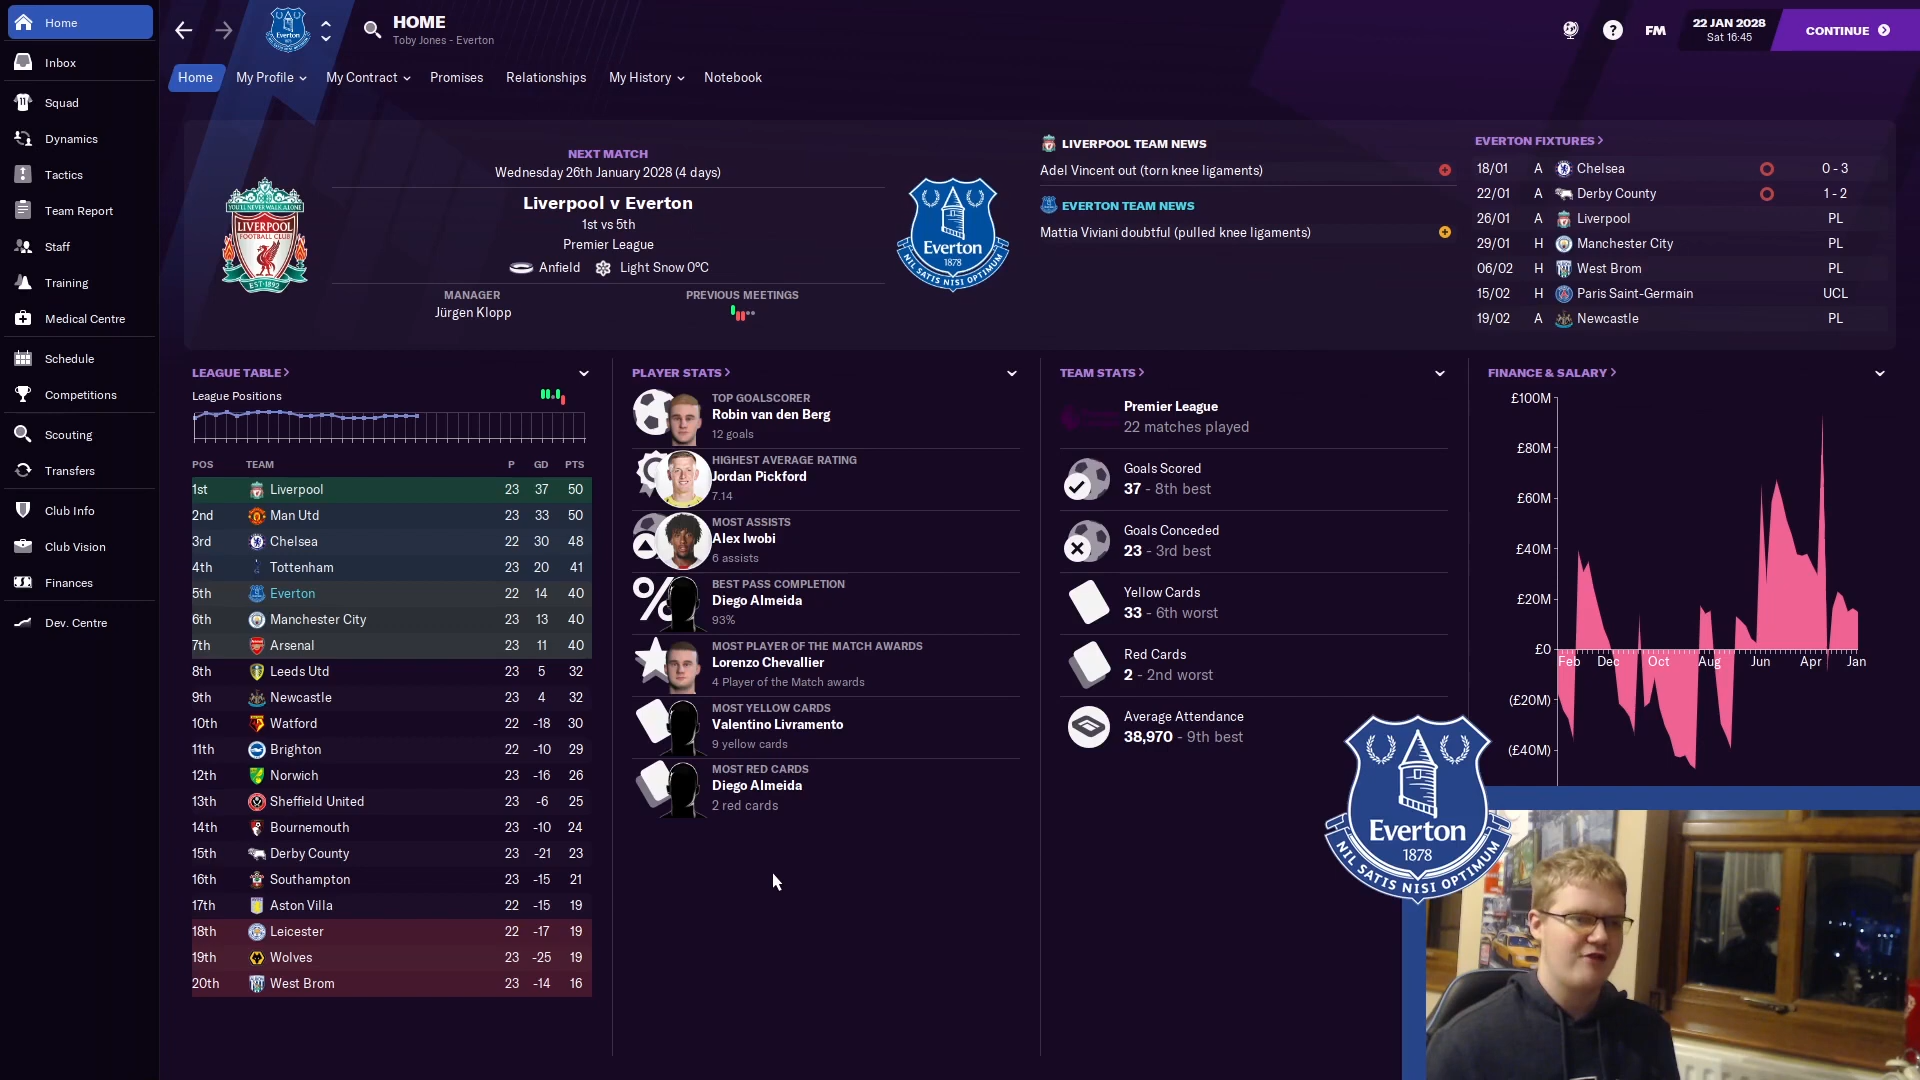 Home
Inbox
Squad
Dynamics
Tactics
Team Report
Staff
Training
Medical Centre
Schedule
Competitions
Scouting
Transfers
Club Info
Club Vision
Finances
Dev. Centre
HOME
Toby Jones - Everton
FM
22 JAN 2028
Sat 16:45
CONTINUE
Home My Profile My Contract Promises Relationships My History Notebook
NEXT MATCH
Wednesday 26th January 2028 (4 days)
Liverpool v Everton
1st vs 5th
Premier League
Anfield Light Snow 0ºC
MANAGER
Jürgen Klopp
PREVIOUS MEETINGS
YOU'LL NEVER WALK ALONE
LIVERPOOL
FOOTBALL CLUB
EST·1892
Everton
1878
NIL SATIS NISI OPTIMUM
LIVERPOOL TEAM NEWS
Adel Vincent out (torn knee ligaments)
EVERTON TEAM NEWS
Mattia Viviani doubtful (pulled knee ligaments)
EVERTON FIXTURES
18/01 A Chelsea 0 - 3
22/01 A Derby County 1 - 2
26/01 A Liverpool PL
29/01 H Manchester City PL
06/02 H West Brom PL
15/02 H Paris Saint-Germain UCL
19/02 A Newcastle PL
LEAGUE TABLE
League Positions
POS TEAM P GD PTS
1st Liverpool 23 37 50
2nd Man Utd 23 33 50
3rd Chelsea 22 30 48
4th Tottenham 23 20 41
5th Everton 22 14 40
6th Manchester City 23 13 40
7th Arsenal 23 11 40
8th Leeds Utd 23 5 32
9th Newcastle 23 4 32
10th Watford 22 -18 30
11th Brighton 22 -10 29
12th Norwich 23 -16 26
13th Sheffield United 23 -6 25
14th Bournemouth 23 -10 24
15th Derby County 23 -21 23
16th Southampton 23 -15 21
17th Aston Villa 22 -15 19
18th Leicester 22 -17 19
19th Wolves 23 -25 19
20th West Brom 23 -14 16
PLAYER STATS
TOP GOALSCORER
Robin van den Berg
12 goals
HIGHEST AVERAGE RATING
Jordan Pickford
7.14
MOST ASSISTS
Alex Iwobi
6 assists
BEST PASS COMPLETION
Diego Almeida
93%
MOST PLAYER OF THE MATCH AWARDS
Lorenzo Chevallier
4 Player of the Match awards
MOST YELLOW CARDS
Valentino Livramento
9 yellow cards
MOST RED CARDS
Diego Almeida
2 red cards
TEAM STATS
Premier League
22 matches played
Goals Scored
37 - 8th best
Goals Conceded
23 - 3rd best
Yellow Cards
33 - 6th worst
Red Cards
2 - 2nd worst
Average Attendance
38,970 - 9th best
FINANCE & SALARY
£100M
£80M
£60M
£40M
£20M
£0
(£20M)
(£40M)
Feb Dec Oct Aug Jun Apr Jan
Everton
1878
NIL SATIS NISI OPTIMUM